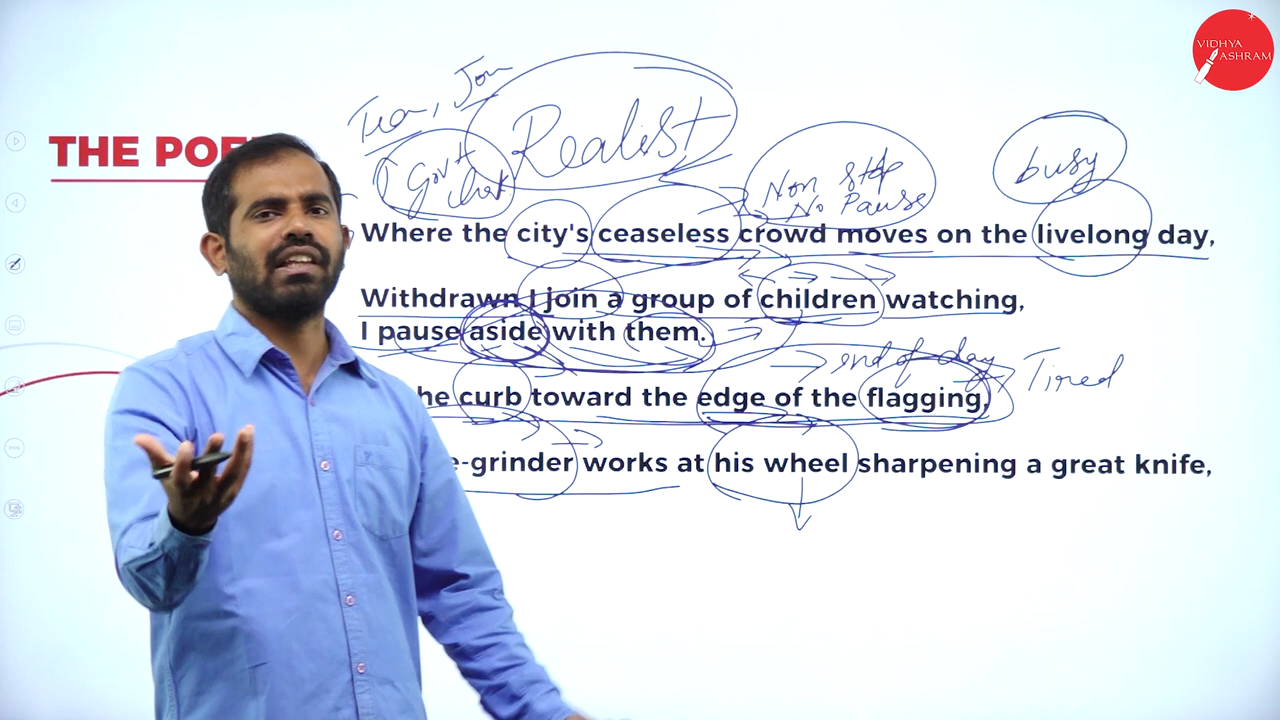 VIDHYA
ASHRAM
THE POE
Realist
Gov't
Non stop
No Pause
busy
Where the city's ceaseless crowd moves on the livelong day,
Withdrawn I join a group of children watching,
I pause aside with them.
end of day
Tired
he curb toward the edge of the flagging,
e-grinder works at his wheel sharpening a great knife,